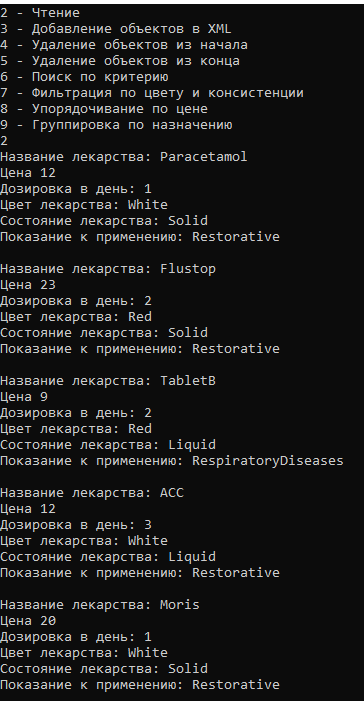 2 - Чтение
3 - Добавление объектов в XML
4 - Удаление объектов из начала
5 - Удаление объектов из конца
6 - Поиск по критерию
7 - Фильтрация по цвету и консистенции
8 - Упорядочивание по цене
9 - Группировка по назначению
2
Название лекарства: Paracetamol
Цена 12
Дозировка в день: 1
Цвет лекарства: White
Состояние лекарства: Solid
Показание к применению: Restorative

Название лекарства: Flustop
Цена 23
Дозировка в день: 2
Цвет лекарства: Red
Состояние лекарства: Solid
Показание к применению: Restorative

Название лекарства: TabletB
Цена 9
Дозировка в день: 2
Цвет лекарства: Red
Состояние лекарства: Liquid
Показание к применению: RespiratoryDiseases

Название лекарства: ACC
Цена 12
Дозировка в день: 3
Цвет лекарства: White
Состояние лекарства: Liquid
Показание к применению: Restorative

Название лекарства: Moris
Цена 20
Дозировка в день: 1
Цвет лекарства: White
Состояние лекарства: Solid
Показание к применению: Restorative